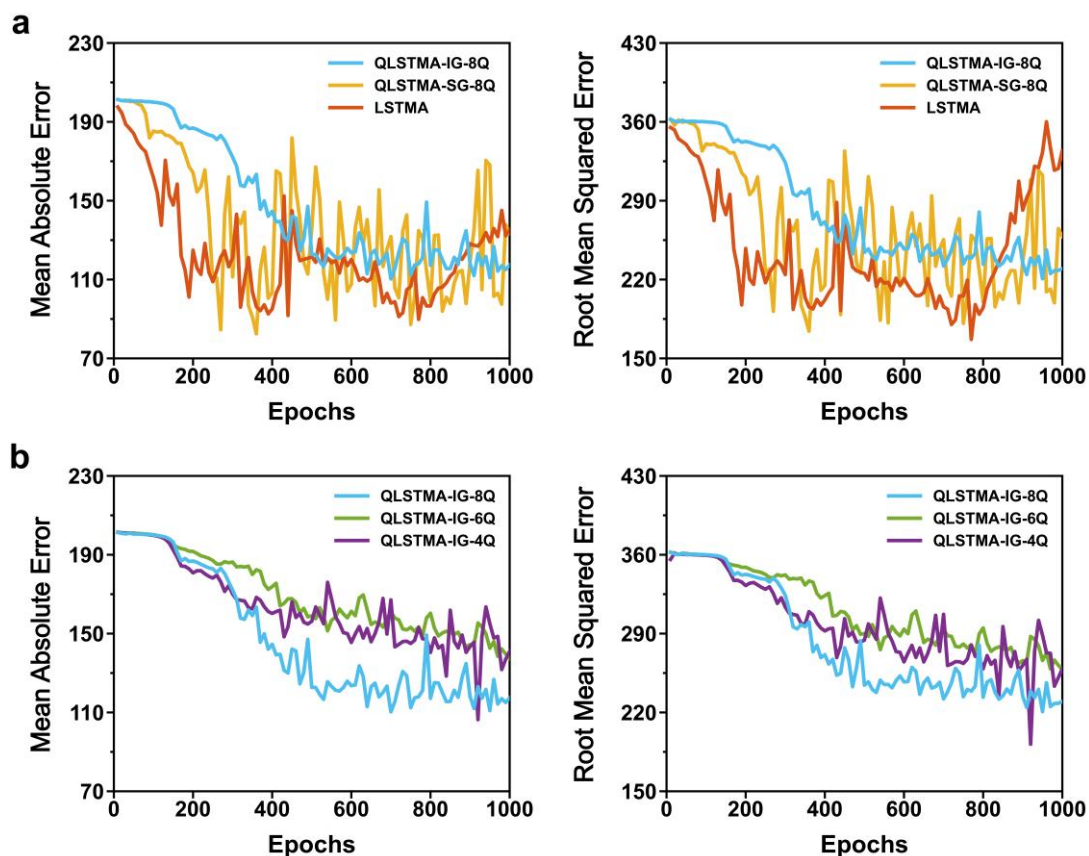 a
Mean Absolute Error
230
190
150
110
70
0 200 400 600 800 1000
Epochs
QLSTMA-IG-8Q
QLSTMA-SG-8Q
LSTMA
Root Mean Squared Error
430
360
290
220
150
0 200 400 600 800 1000
Epochs
QLSTMA-IG-8Q
QLSTMA-SG-8Q
LSTMA
b
Mean Absolute Error
230
190
150
110
70
0 200 400 600 800 1000
Epochs
QLSTMA-IG-8Q
QLSTMA-IG-6Q
QLSTMA-IG-4Q
Root Mean Squared Error
430
360
290
220
150
0 200 400 600 800 1000
Epochs
QLSTMA-IG-8Q
QLSTMA-IG-6Q
QLSTMA-IG-4Q